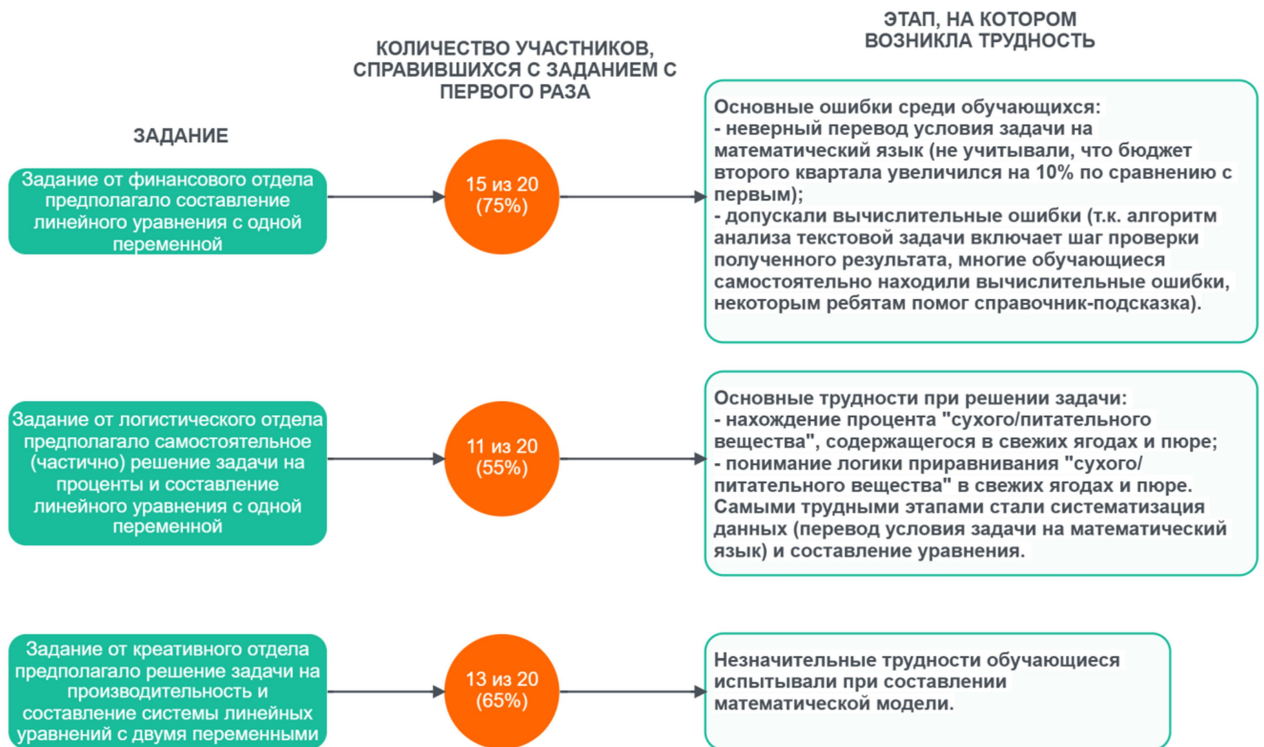 ЗАДАНИЕ
КОЛИЧЕСТВО УЧАСТНИКОВ,
СПРАВИВШИХСЯ С ЗАДАНИЕМ С
ПЕРВОГО РАЗА
ЭТАП, НА КОТОРОМ
ВОЗНИКЛА ТРУДНОСТЬ
Задание от финансового отдела
предполагало составление
линейного уравнения с одной
переменной
15 из 20
(75%)
Основные ошибки среди обучающихся:
- неверный перевод условия задачи на
математический язык (не учитывали, что бюджет
второго квартала увеличился на 10% по сравнению с
первым);
- допускали вычислительные ошибки (т.к. алгоритм
анализа текстовой задачи включает шаг проверки
полученного результата, многие обучающиеся
самостоятельно находили вычислительные ошибки,
некоторым ребятам помог справочник-подсказка).
Задание от логистического отдела
предполагало самостоятельное
(частично) решение задачи на
проценты и составление
линейного уравнения с одной
переменной
11 из 20
(55%)
Основные трудности при решении задачи:
- нахождение процента "сухого/питательного
вещества", содержащегося в свежих ягодах и пюре;
- понимание логики приравнивания "сухого/
питательного вещества" в свежих ягодах и пюре.
Самыми трудными этапами стали систематизация
данных (перевод условия задачи на математический
язык) и составление уравнения.
Задание от креативного отдела
предполагало решение задачи на
производительность и
составление системы линейных
уравнений с двумя переменными
13 из 20
(65%)
Незначительные трудности обучающиеся
испытывали при составлении
математической модели.